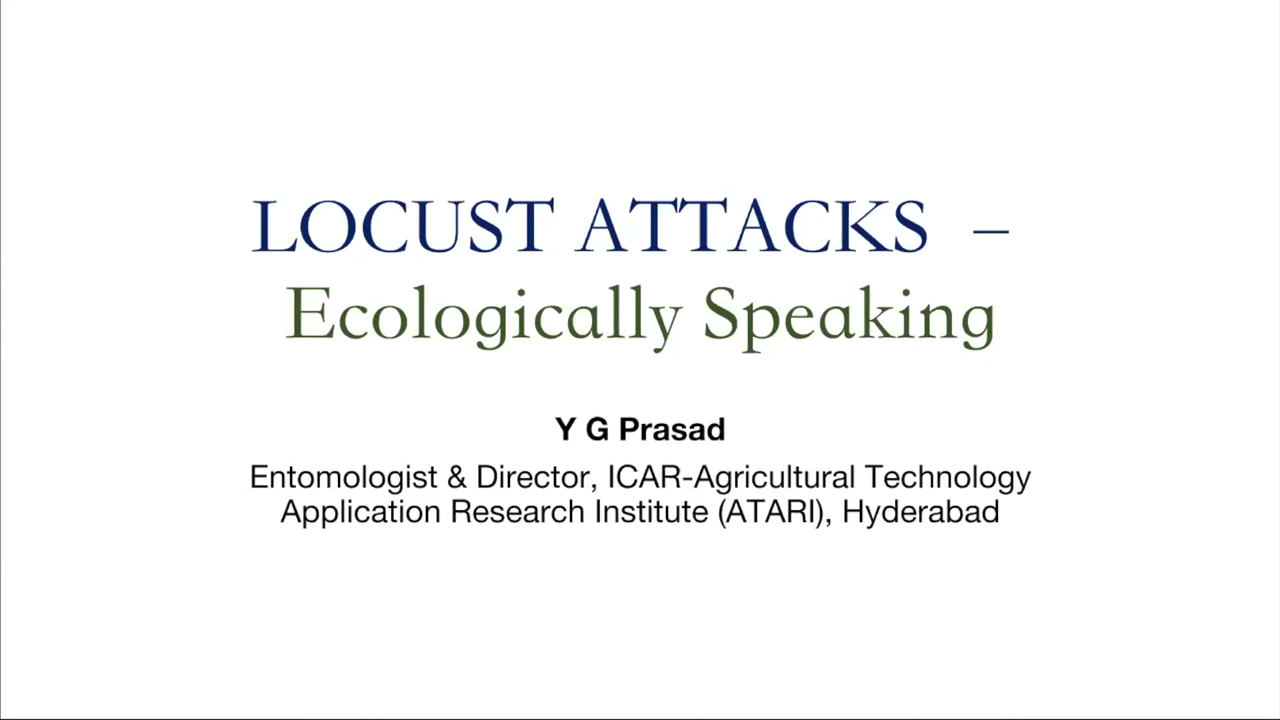 LOCUST ATTACKS –
Ecologically Speaking
Y G Prasad
Entomologist & Director, ICAR-Agricultural Technology
Application Research Institute (ATARI), Hyderabad